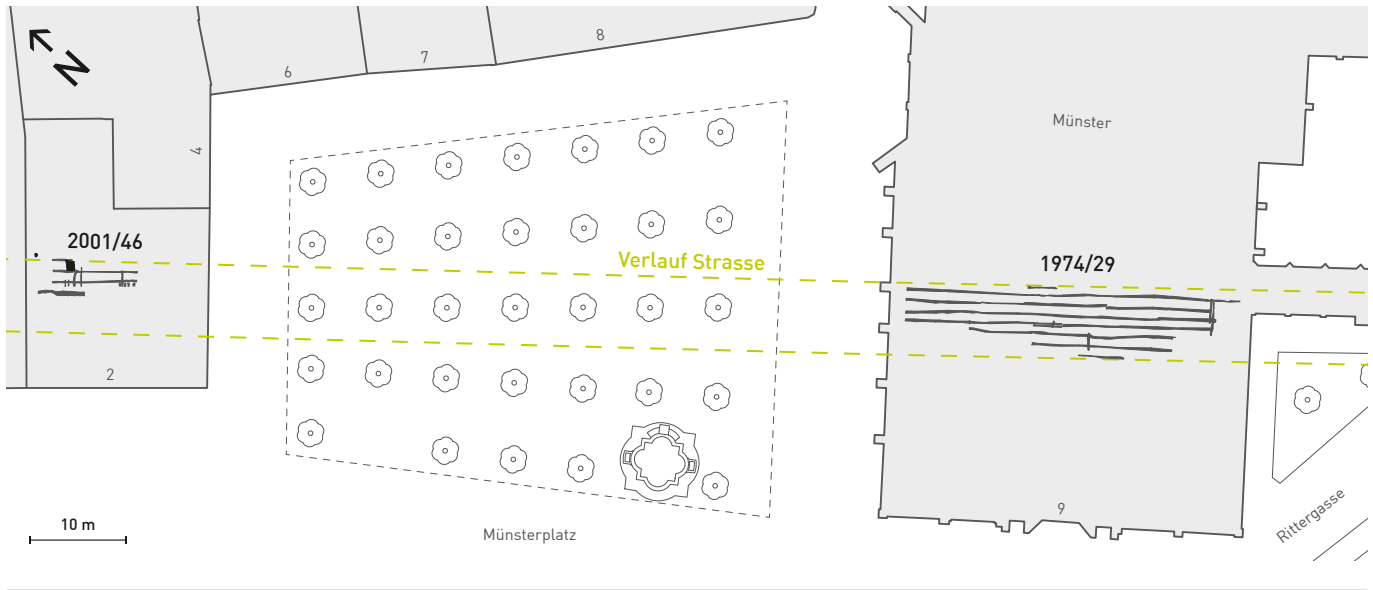 N
6
7
8
4
Münster
2001/46
Verlauf Strasse
1974/29
2
9
10 m
Münsterplatz
Rittergasse